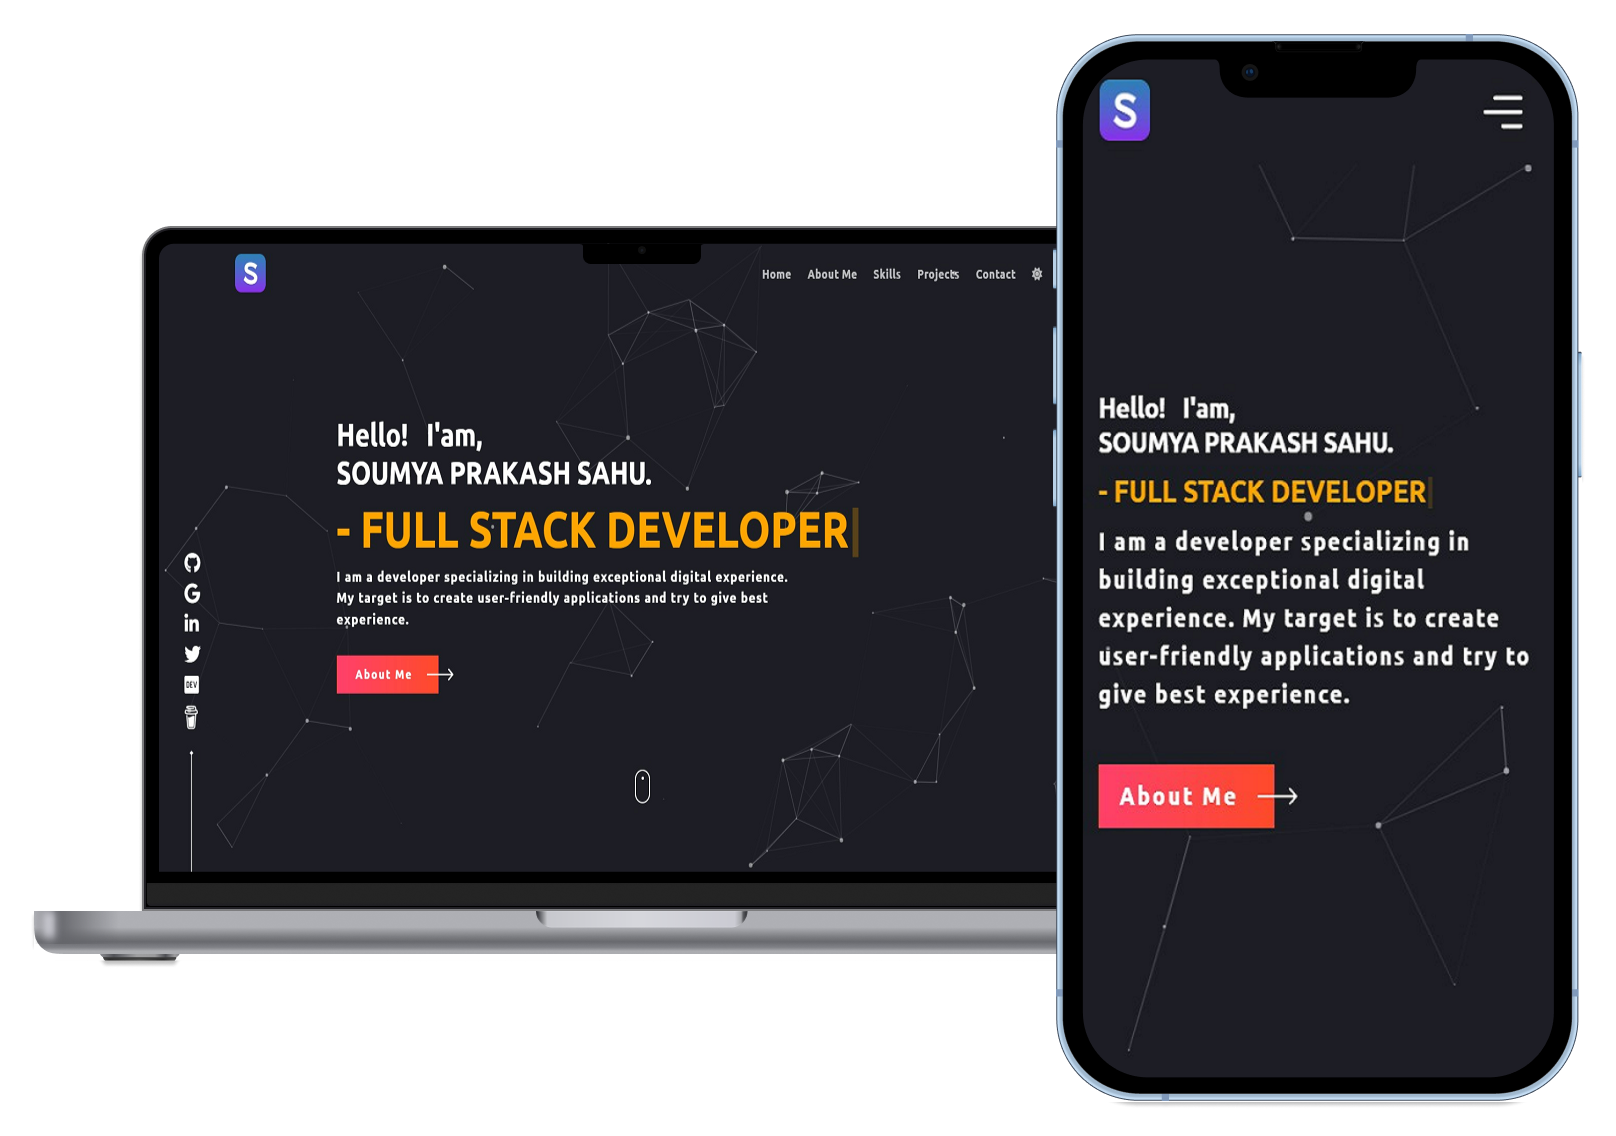 S
Home About Me Skills Projects Contact
Hello! I'am,
SOUMYA PRAKASH SAHU.
- FULL STACK DEVELOPER
I am a developer specializing in building exceptional digital experience.
My target is to create user-friendly applications and try to give best
experience.
About Me
DEV
S
Hello! I'am,
SOUMYA PRAKASH SAHU.
- FULL STACK DEVELOPER
I am a developer specializing in
building exceptional digital
experience. My target is to create
user-friendly applications and try to
give best experience.
About Me